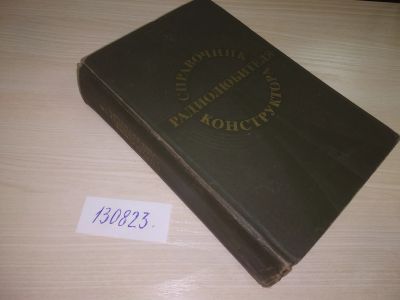 СПРАВОЧНИК
РАДИОЛЮБИТЕЛЯ
КОНСТРУКТОРА
130823.